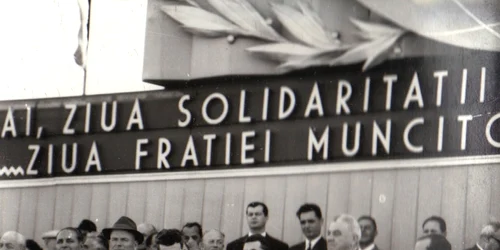 AI, ZIUA SOLIDARITATII
ZIUA FRATIEI MUNCITO